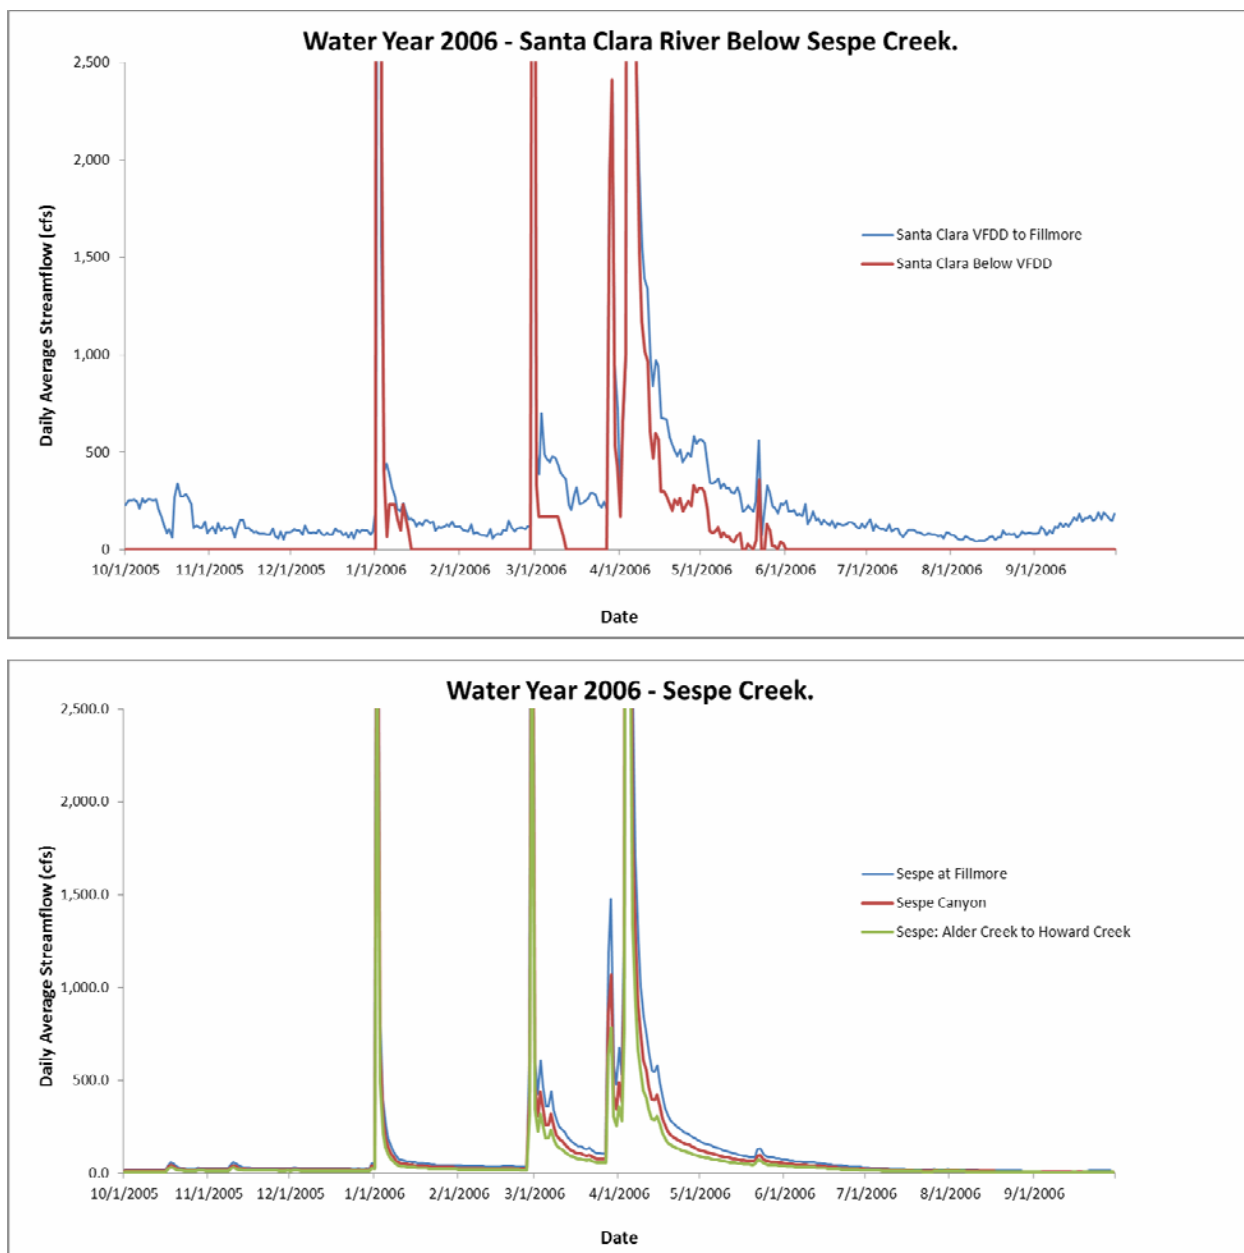 Water Year 2006 - Santa Clara River Below Sespe Creek.
2,500
2,000
1,500
1,000
500
0
Daily Average Streamflow (cfs)
Santa Clara VFDD to Fillmore
Santa Clara Below VFDD
10/1/2005 11/1/2005 12/1/2005 1/1/2006 2/1/2006 3/1/2006 4/1/2006 5/1/2006 6/1/2006 7/1/2006 8/1/2006 9/1/2006
Date
Water Year 2006 - Sespe Creek.
2,500.0
2,000.0
1,500.0
1,000.0
500.0
0.0
Daily Average Streamflow (cfs)
Sespe at Fillmore
Sespe Canyon
Sespe: Alder Creek to Howard Creek
10/1/2005 11/1/2005 12/1/2005 1/1/2006 2/1/2006 3/1/2006 4/1/2006 5/1/2006 6/1/2006 7/1/2006 8/1/2006 9/1/2006
Date